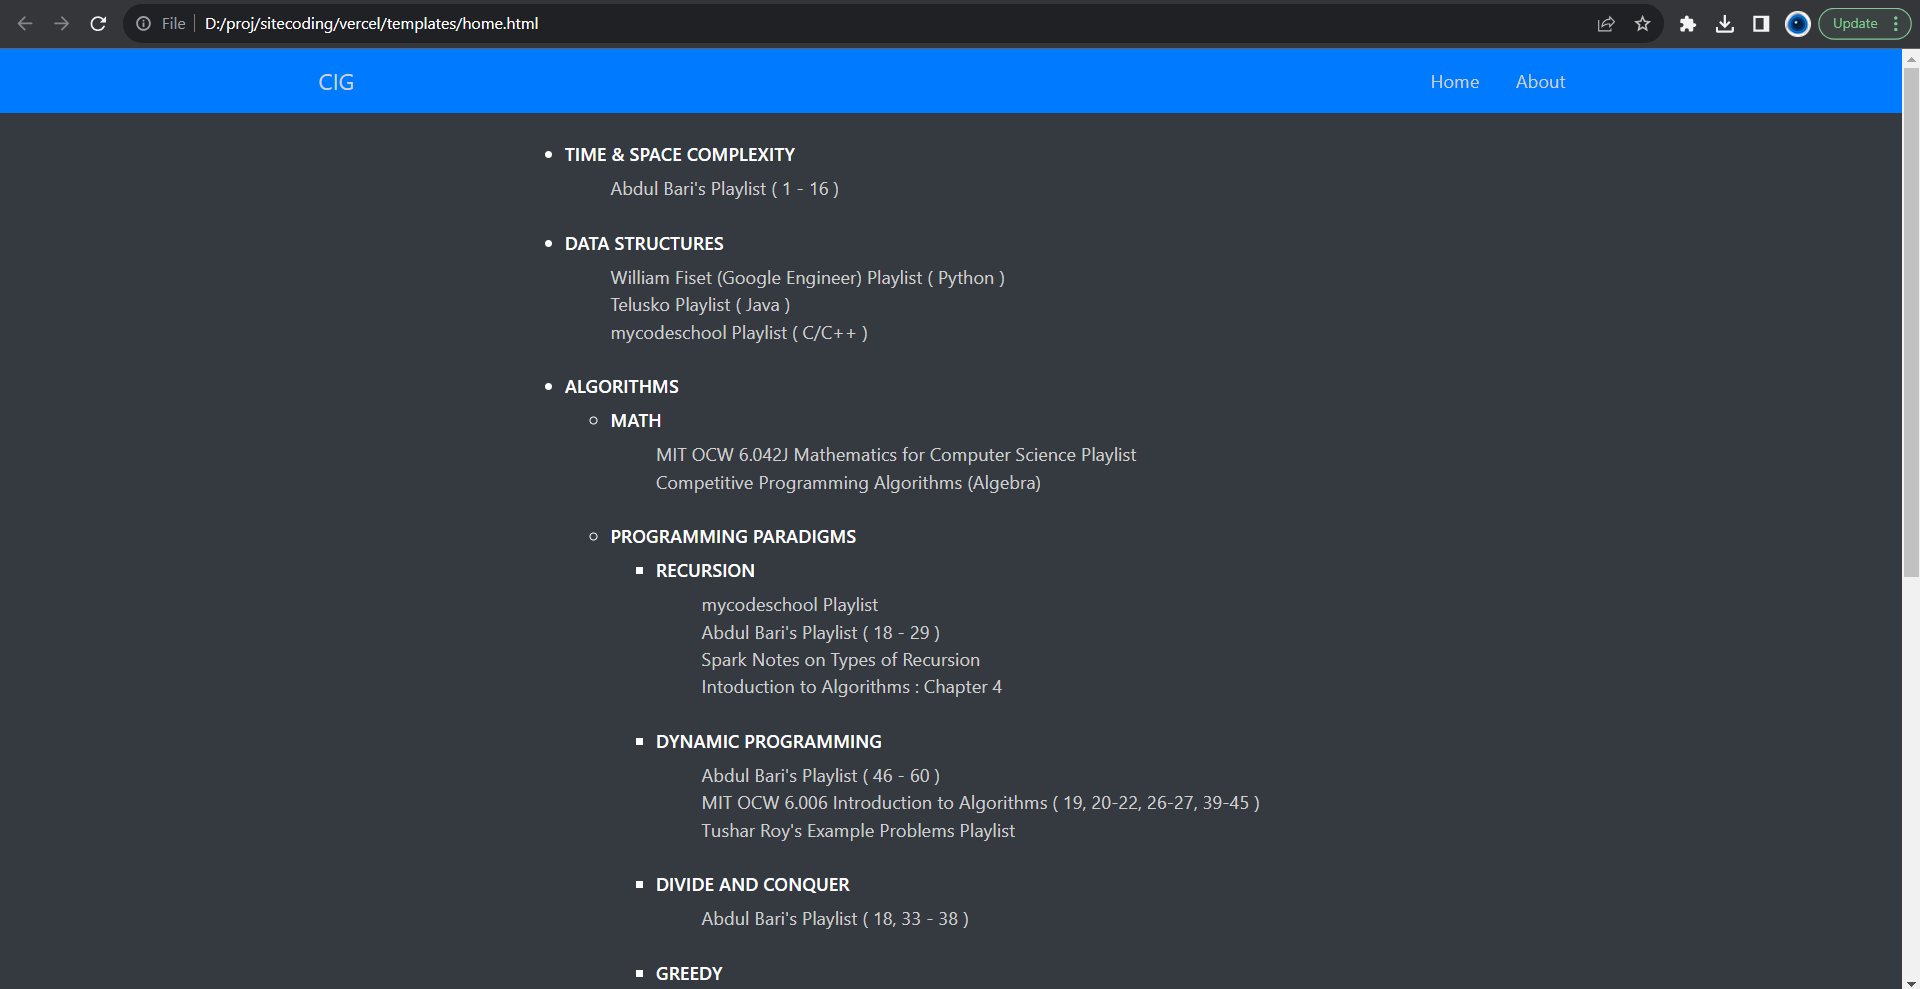 File D:/proj/sitecoding/vercel/templates/home.html Update
CIG Home About
TIME & SPACE COMPLEXITY
Abdul Bari's Playlist ( 1 - 16 )
DATA STRUCTURES
William Fiset (Google Engineer) Playlist ( Python )
Telusko Playlist ( Java )
mycodeschool Playlist ( C/C++ )
ALGORITHMS
MATH
MIT OCW 6.042J Mathematics for Computer Science Playlist
Competitive Programming Algorithms (Algebra)
PROGRAMMING PARADIGMS
RECURSION
mycodeschool Playlist
Abdul Bari's Playlist ( 18 - 29 )
Spark Notes on Types of Recursion
Intoduction to Algorithms : Chapter 4
DYNAMIC PROGRAMMING
Abdul Bari's Playlist ( 46 - 60 )
MIT OCW 6.006 Introduction to Algorithms ( 19, 20-22, 26-27, 39-45 )
Tushar Roy's Example Problems Playlist
DIVIDE AND CONQUER
Abdul Bari's Playlist ( 18, 33 - 38 )
GREEDY